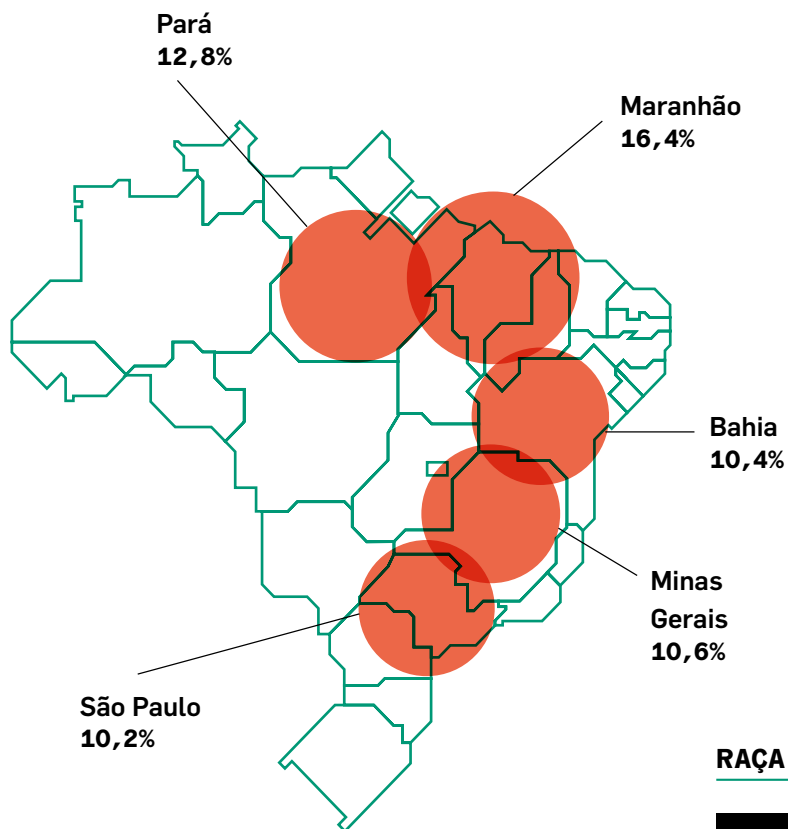 Pará
12,8%
Maranhão
16,4%
Bahia
10,4%
Minas
Gerais
10,6%
São Paulo
10,2%
RAÇA